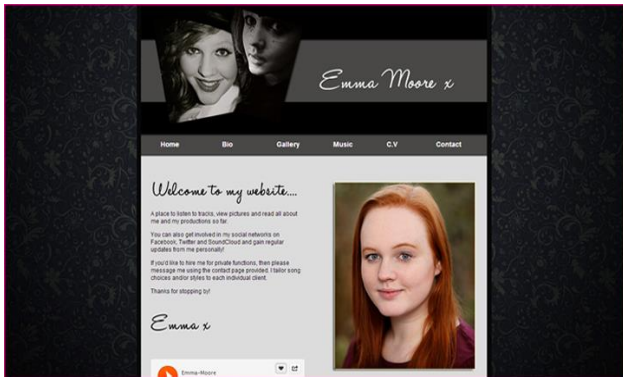 Emma Moore x
Home Bio Gallery Music C.V Contact
Welcome to my website....
A place to listen to tracks, view pictures and read all about
me and my productions so far.
You can also get involved in my social networks on
Facebook, Twitter and SoundCloud and gain regular
updates from me personally!
If you'd like to hire me for private functions, then please
message me using the contact page provided. I tailor song
choices and/or styles to each individual client.
Thanks for stopping by!
Emma x
Emma-Moore